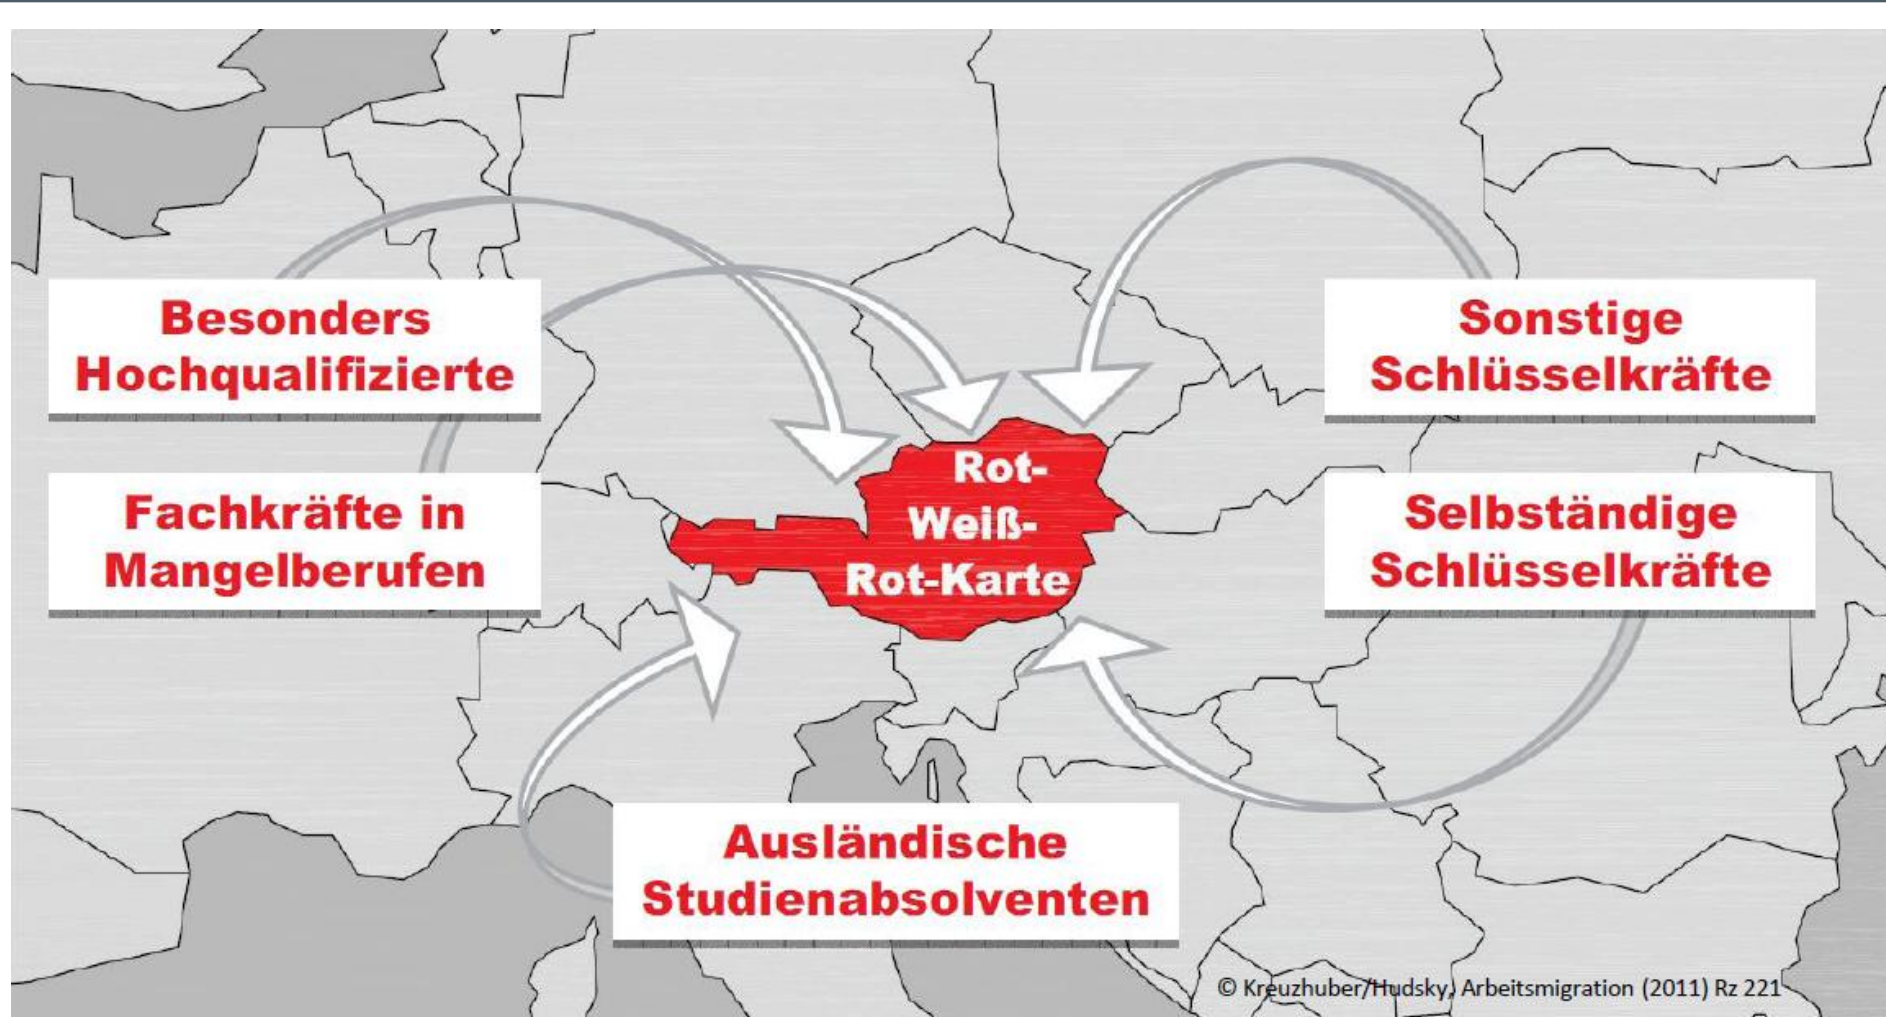 Besonders
Hochqualifizierte
Fachkräfte in
Mangelberufen
Sonstige
Schlüsselkräfte
Selbständige
Schlüsselkräfte
Rot-
Weiß-
Rot-Karte
Ausländische
Studienabsolventen
© Kreuzhuber/Hudsky, Arbeitsmigration (2011) Rz 221